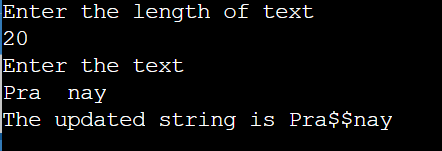 Enter the length of text
20
Enter the text
Pra  nay
The updated string is Pra$$nay